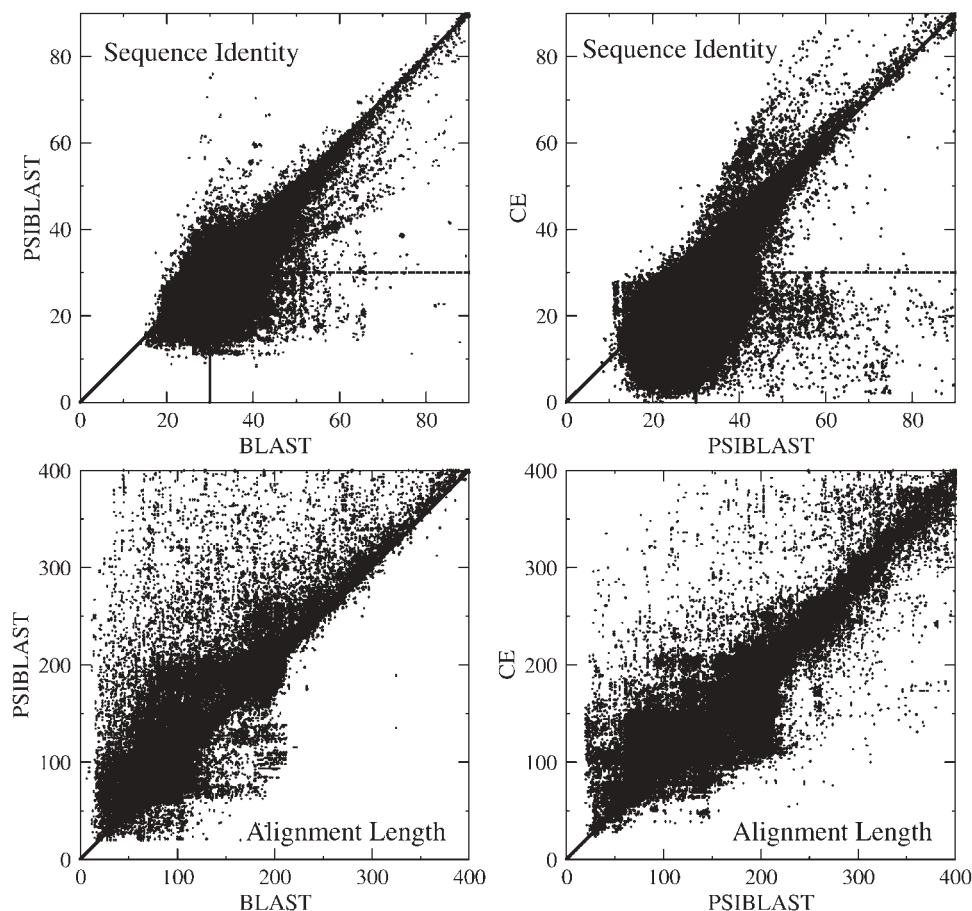 Sequence Identity
80
60
40
20
0
PSIBLAST
0 20 40 60 80
BLAST
Sequence Identity
80
60
40
20
0
CE
0 20 40 60 80
PSIBLAST
400
300
200
100
0
PSIBLAST
Alignment Length
0 100 200 300 400
BLAST
400
300
200
100
0
CE
Alignment Length
0 100 200 300 400
PSIBLAST